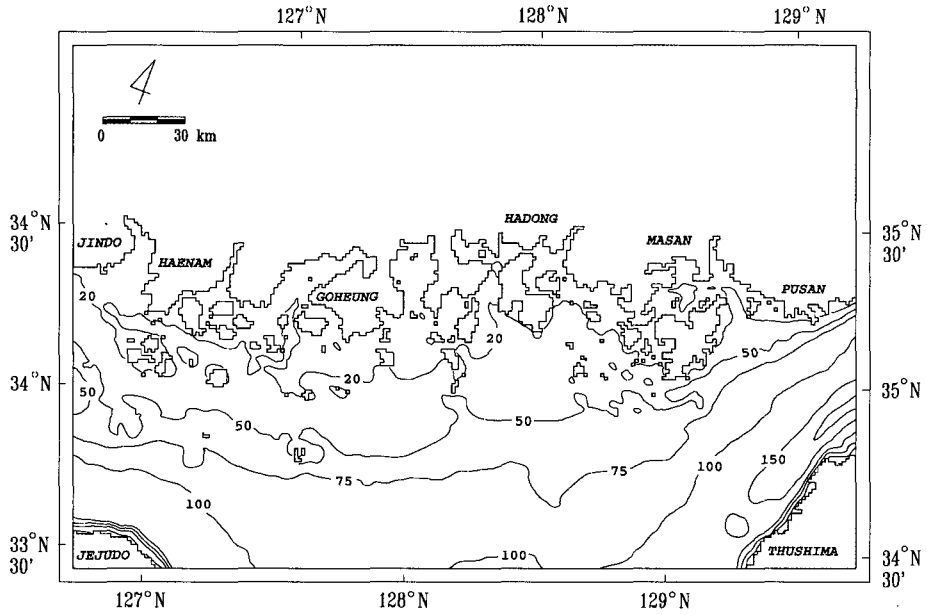 127°N 128°N 129°N
0 30 km
34°N 30'
35°N 30'
HADONG
JINDO
MASAN
HAENAM
GOHEUNG
PUSAN
20
20
20
50
50
50
50
34°N
35°N
75
75
100
100
150
100
33°N 30'
34°N 30'
JEJUDO
THUSHIMA
127°N 128°N 129°N